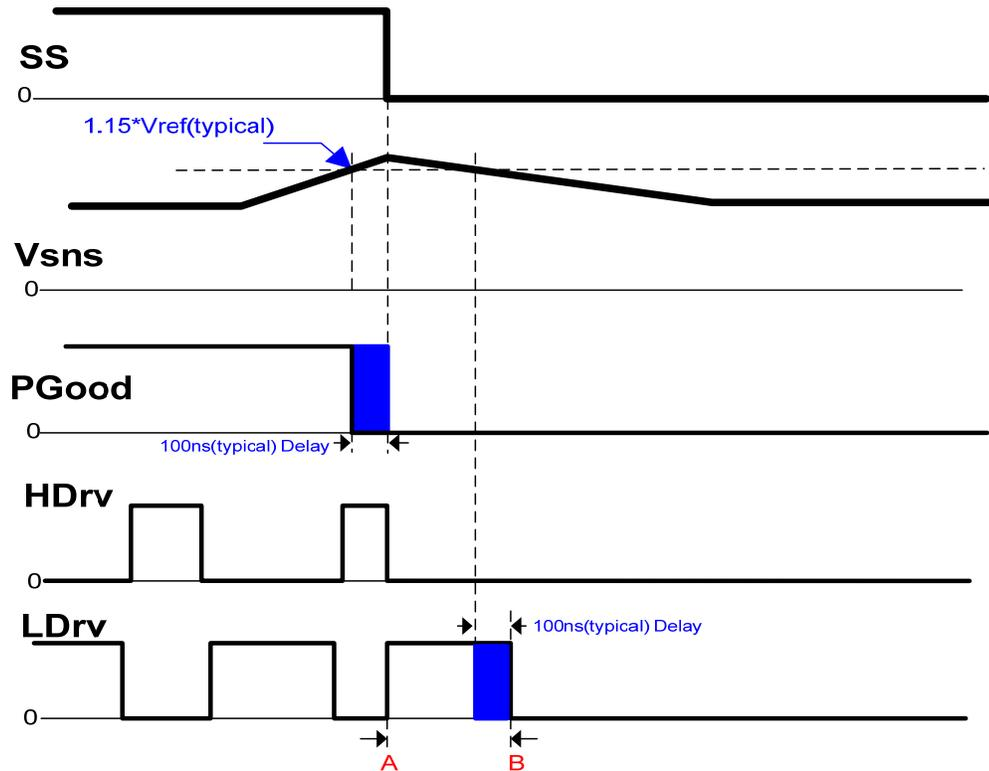 SS
0
1.15*Vref(typical)
Vsns
0
PGood
0
100ns(typical) Delay
HDrv
0
LDrv
100ns(typical) Delay
0
A
B